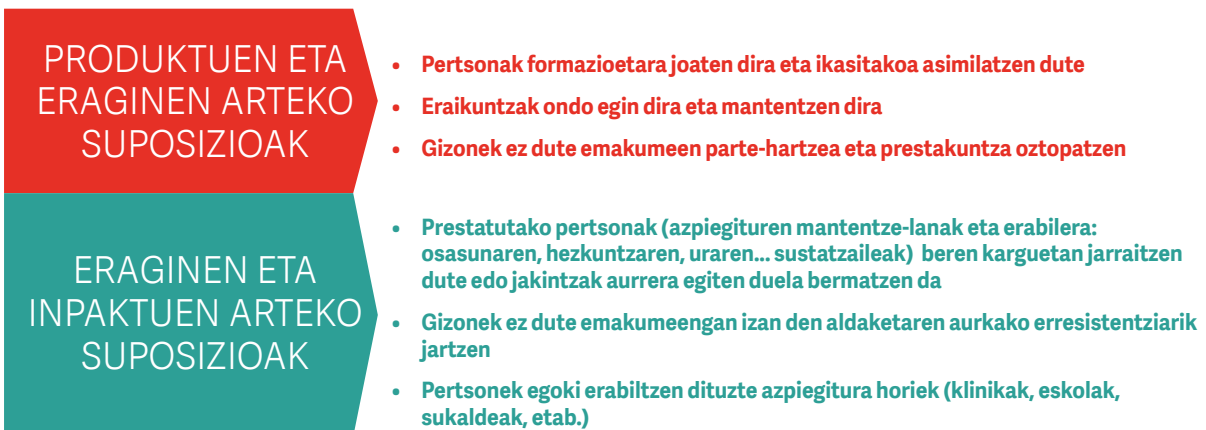 PRODUKTUEN ETA
ERAGINEN ARTEKO
SUPOSIZIOAK
• Pertsonak formazioetara joaten dira eta ikasitakoa asimilatzen dute
• Eraikuntzak ondo egin dira eta mantentzen dira
• Gizonek ez dute emakumeen parte-hartzea eta prestakuntza oztopatzen
ERAGINEN ETA
INPAKTUEN ARTEKO
SUPOSIZIOAK
• Prestatutako pertsonak (azpiegituren mantentze-lanak eta erabilera:
osasunaren, hezkuntzaren, uraren... sustatzaileak) beren karguetan jarraitzen
dute edo jakintzak aurrera egiten duela bermatzen da
• Gizonek ez dute emakumeengan izan den aldaketaren aurkako erresistentziarik
jartzen
• Pertsonek egoki erabiltzen dituzte azpiegitura horiek (klinikak, eskolak,
sukaldeak, etab.)